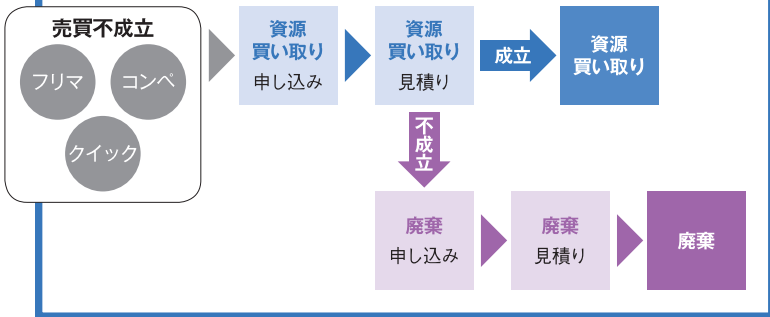 売買不成立
フリマ
コンペ
クイック
資源
買い取り
申し込み
資源
買い取り
見積り
成立
資源
買い取り
不成立
廃棄
申し込み
廃棄
見積り
廃棄